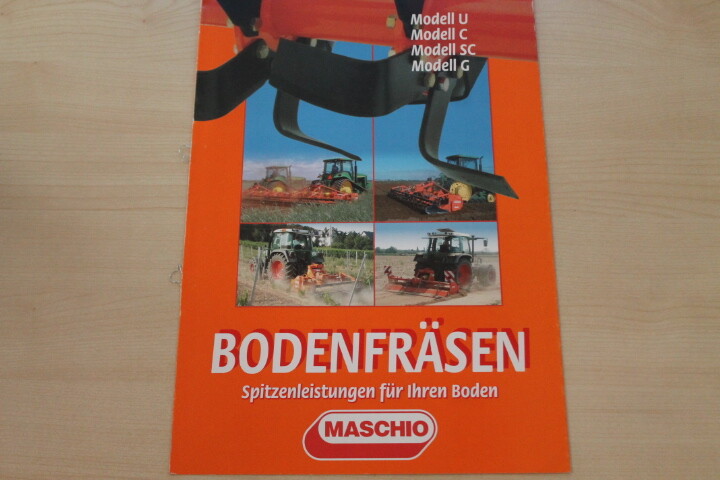 Modell U
Modell C
Modell SC
Modell G
BODENFRÄSEN
Spitzenleistungen für Ihren Boden
MASCHIO